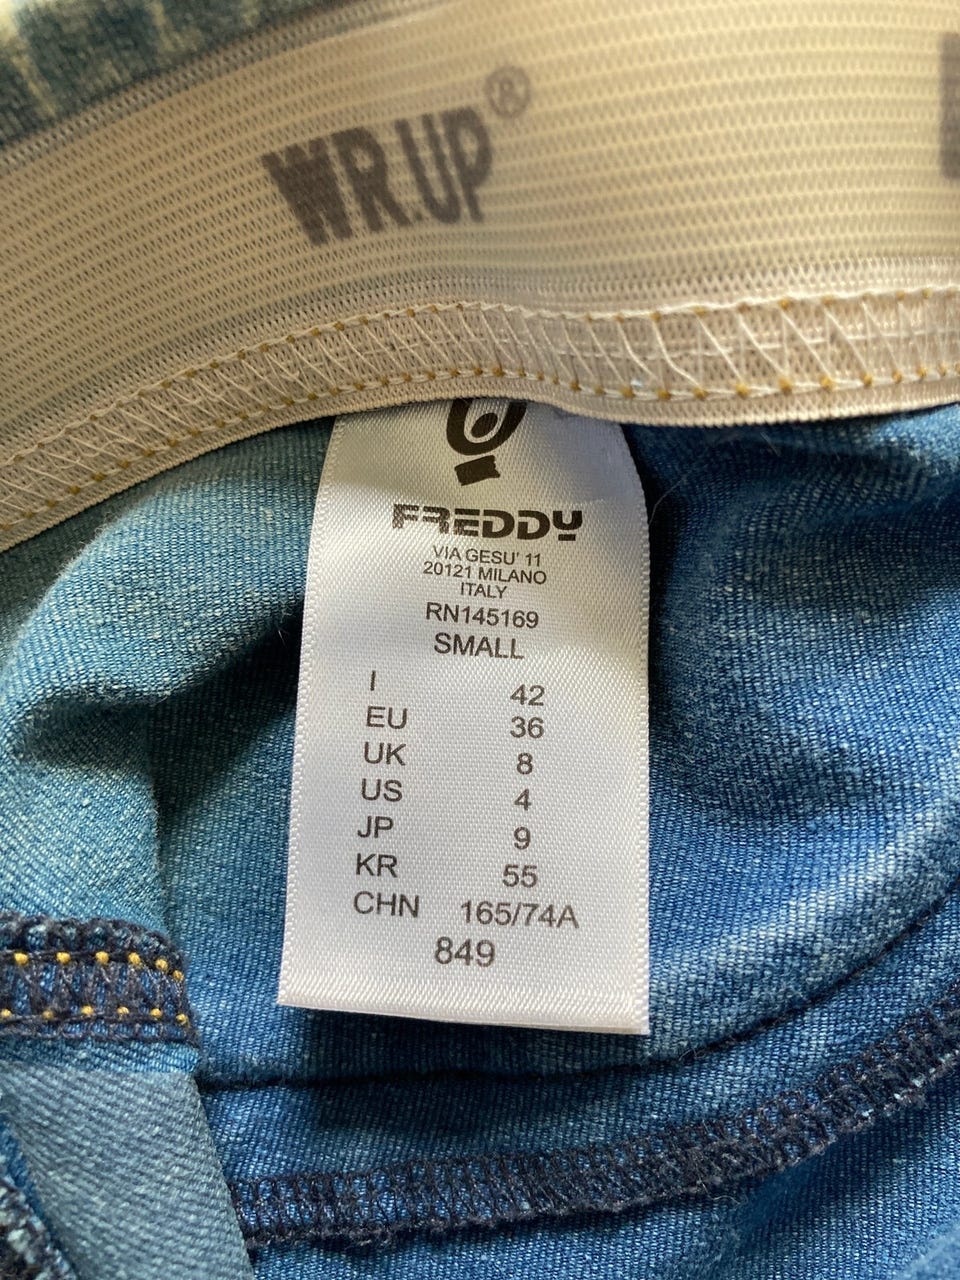 WR.UP®
FREDDY
VIA GESU' 11
20121 MILANO
ITALY
RN145169
SMALL
I 42
EU 36
UK 8
US 4
JP 9
KR 55
CHN 165/74A
849